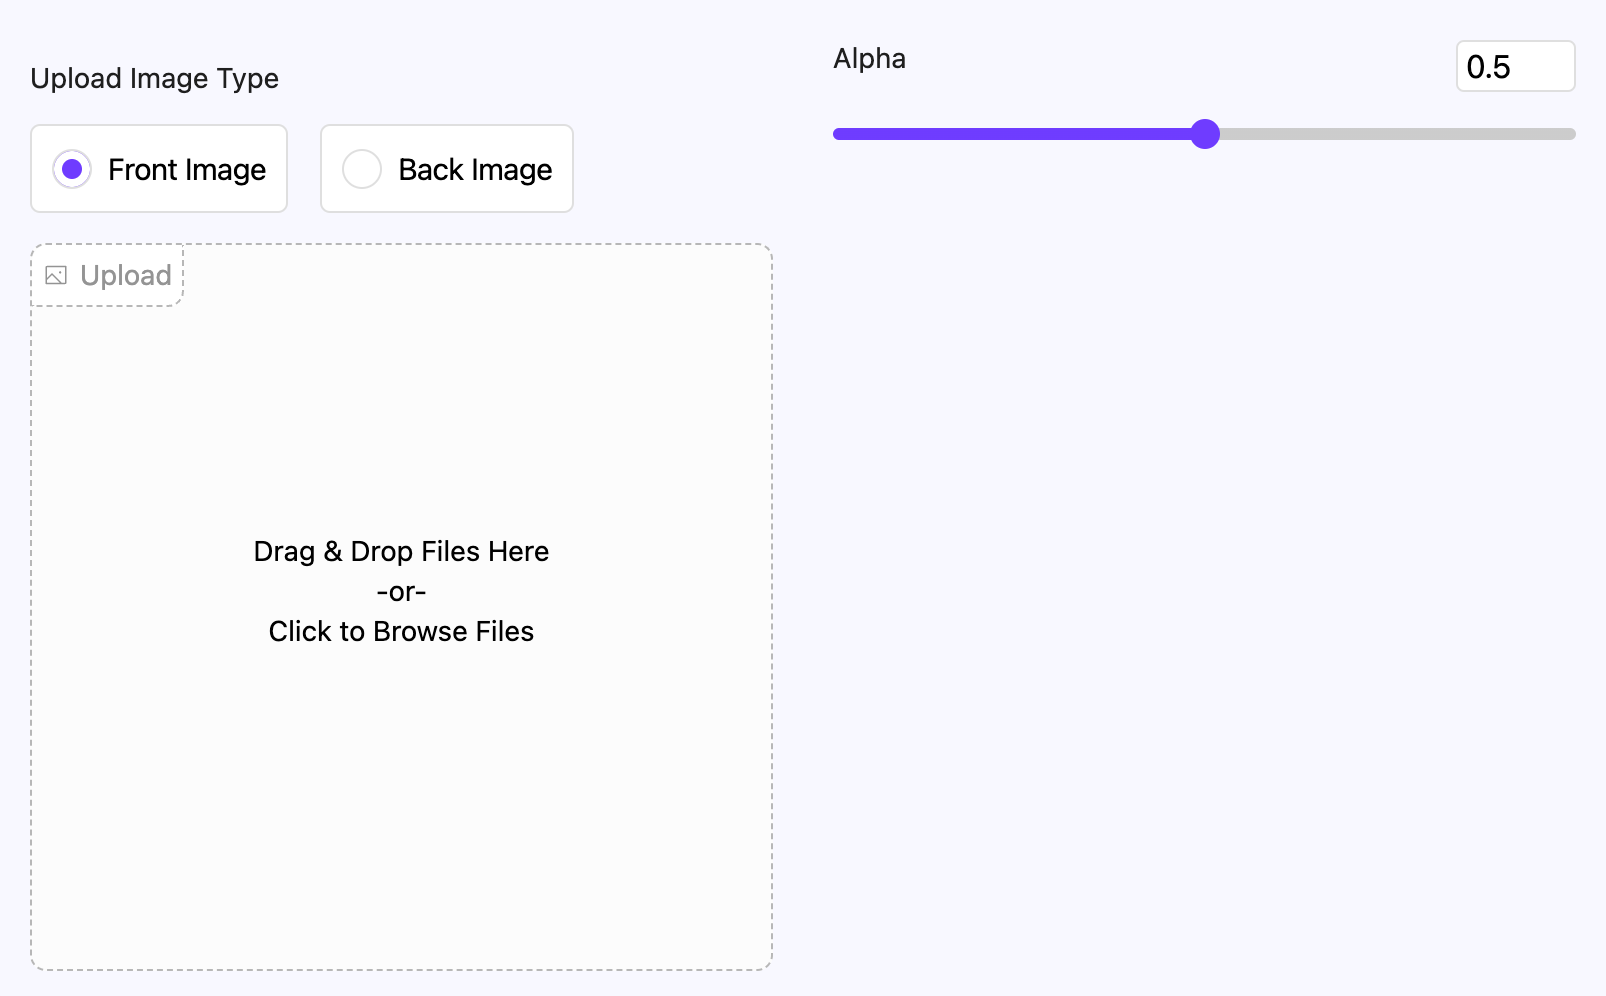 Upload Image Type
Front Image
Back Image
Upload
Drag & Drop Files Here
-or-
Click to Browse Files
Alpha
0.5